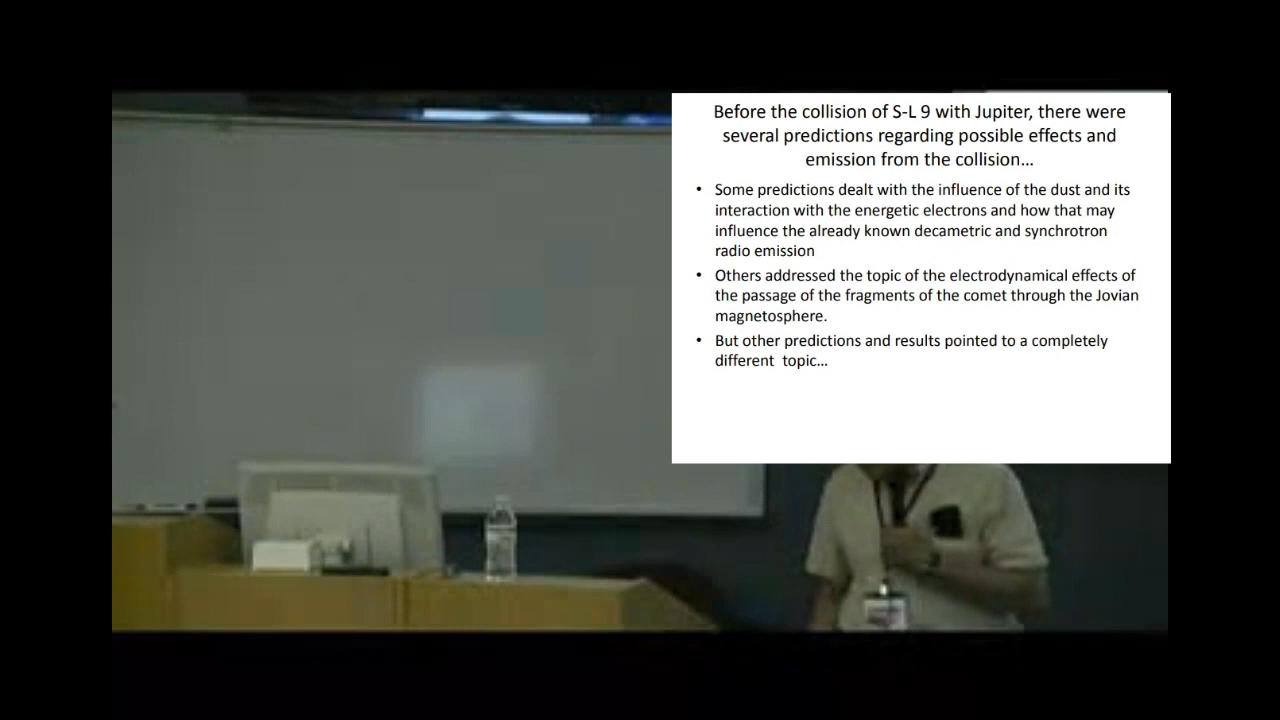 Before the collision of S-L 9 with Jupiter, there were
several predictions regarding possible effects and
emission from the collision…
• Some predictions dealt with the influence of the dust and its
interaction with the energetic electrons and how that may
influence the already known decametric and synchrotron
radio emission
• Others addressed the topic of the electrodynamical effects of
the passage of the fragments of the comet through the Jovian
magnetosphere.
• But other predictions and results pointed to a completely
different  topic…